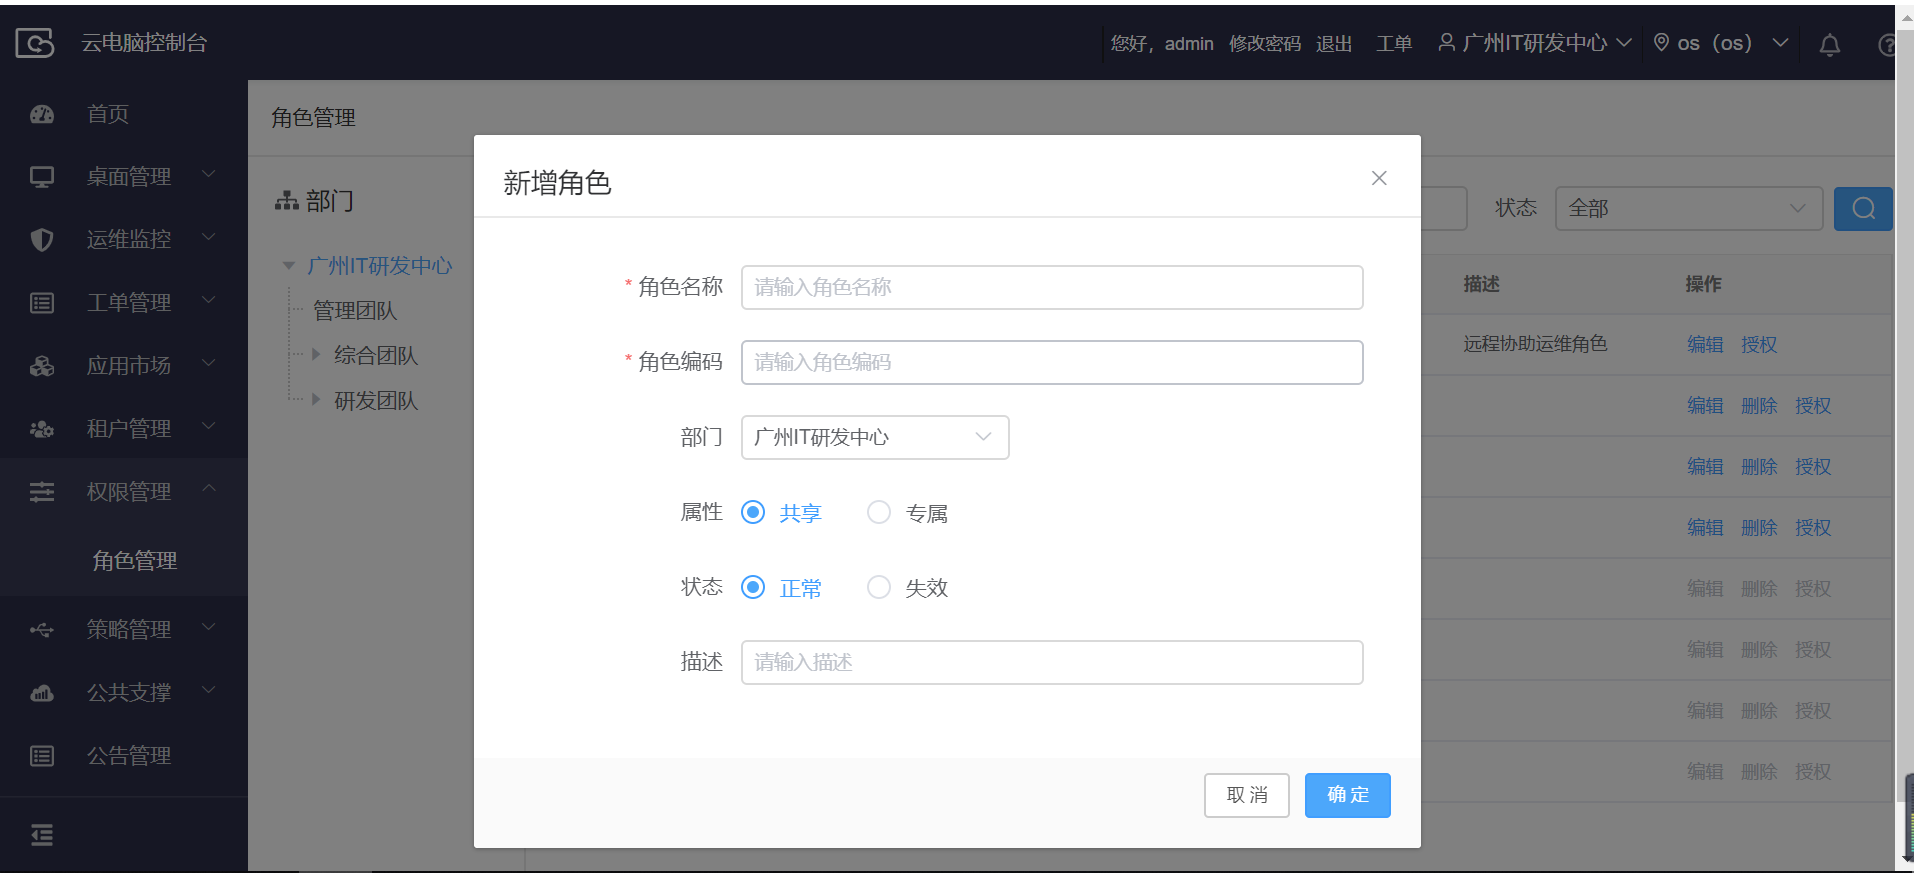 云电脑控制台
您好，admin 修改密码 退出 工单 广州IT研发中心 os（os）
首页
桌面管理
运维监控
工单管理
应用市场
租户管理
权限管理
角色管理
策略管理
公共支撑
公告管理
角色管理
部门
广州IT研发中心
管理团队
综合团队
研发团队
新增角色
* 角色名称 请输入角色名称
* 角色编码 请输入角色编码
部门 广州IT研发中心
属性 共享 专属
状态 正常 失效
描述 请输入描述
取消 确定
状态 全部
描述 操作
远程协助运维角色 编辑 授权
编辑 删除 授权
编辑 删除 授权
编辑 删除 授权
编辑 删除 授权
编辑 删除 授权
编辑 删除 授权
编辑 删除 授权